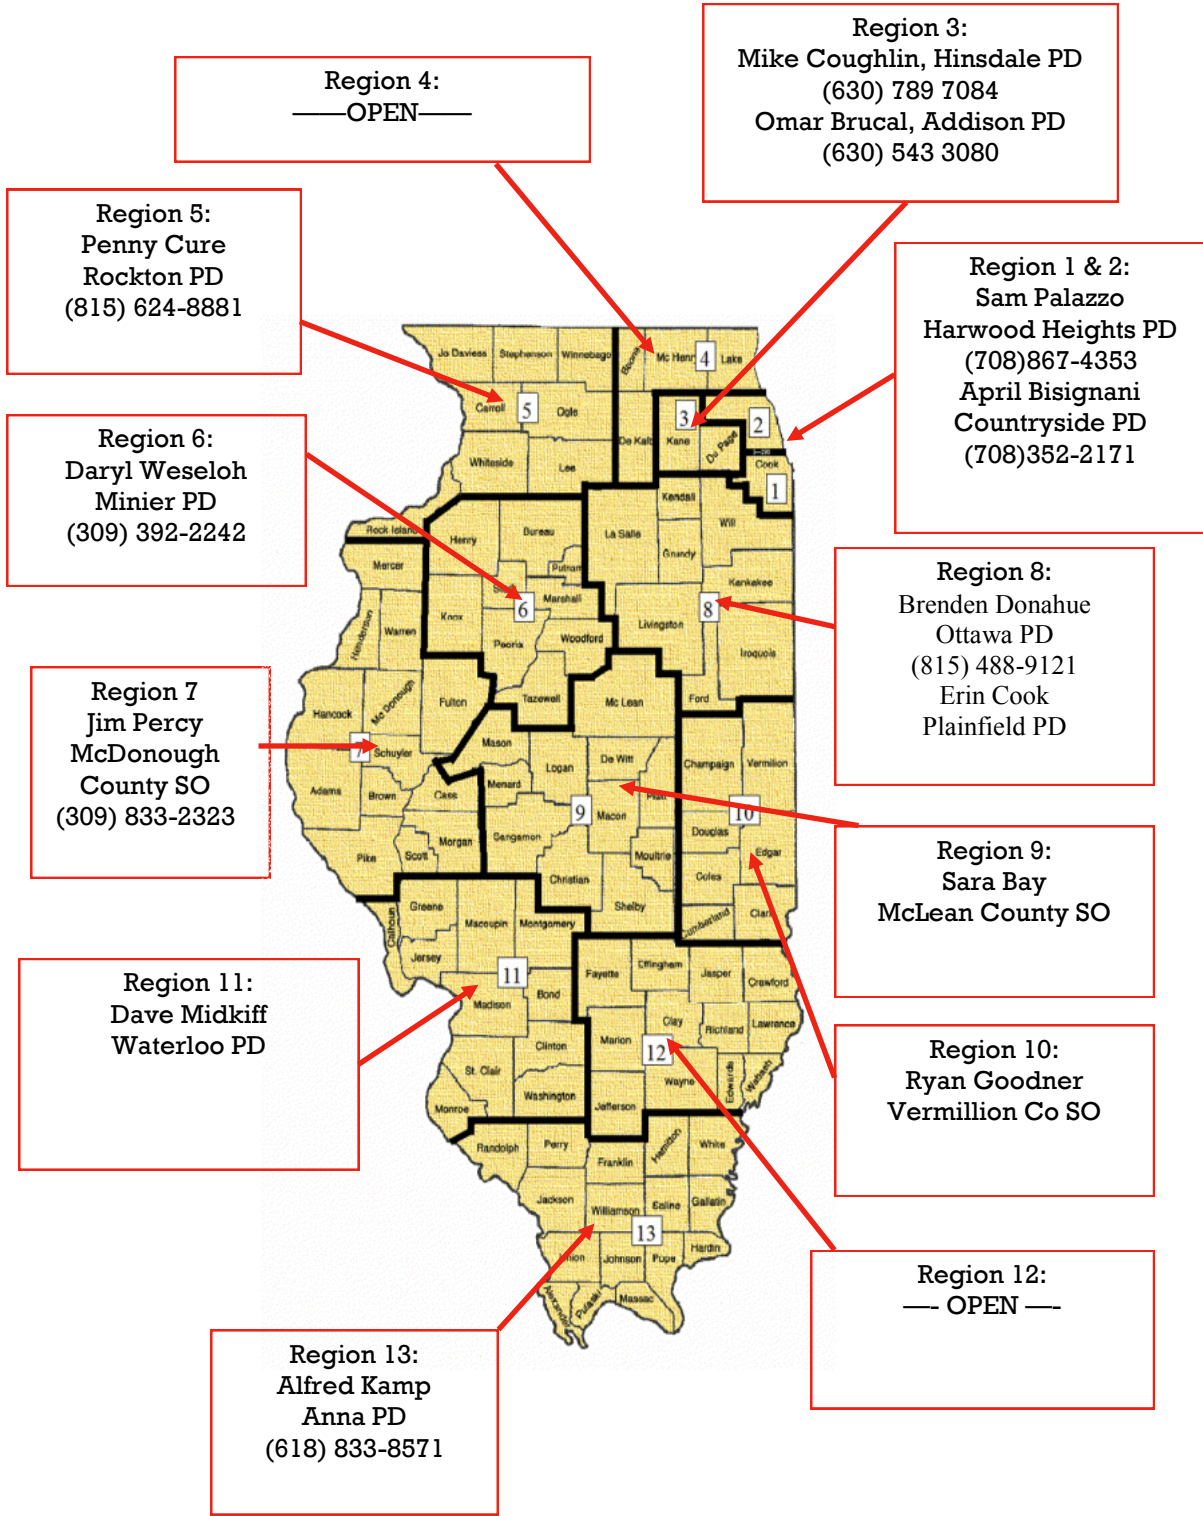 Region 3:
Mike Coughlin, Hinsdale PD
(630) 789 7084
Omar Brucal, Addison PD
(630) 543 3080
Region 4:
——OPEN——
Region 5:
Penny Cure
Rockton PD
(815) 624-8881
Region 1 & 2:
Sam Palazzo
Harwood Heights PD
(708)867-4353
April Bisignani
Countryside PD
(708)352-2171
Region 6:
Daryl Weseloh
Minier PD
(309) 392-2242
Region 8:
Brenden Donahue
Ottawa PD
(815) 488-9121
Erin Cook
Plainfield PD
Region 7
Jim Percy
McDonough
County SO
(309) 833-2323
Region 9:
Sara Bay
McLean County SO
Region 11:
Dave Midkiff
Waterloo PD
Region 10:
Ryan Goodner
Vermillion Co SO
Region 12:
—- OPEN —-
Region 13:
Alfred Kamp
Anna PD
(618) 833-8571
Jo Daviess
Stephenson
Winnebago
Boone
Mc Henry
4
Lake
Carroll
5
Ogle
De Kalb
3
Kane
Du Page
2
Cook
1
Whiteside
Lee
Rock Island
Henry
Bureau
Putnam
La Salle
Kendall
Grundy
Will
Kankakee
Mercer
Henderson
Warren
Knox
6
Marshall
Peoria
Woodford
Tazewell
Livingston
8
Iroquois
Ford
Hancock
Mc Donough
Fulton
7
Schuyler
Adams
Brown
Cass
Pike
Scott
Morgan
Mason
Menard
Logan
Mc Lean
De Witt
Piatt
9
Macon
Sangamon
Christian
Moultrie
Shelby
Champaign
Vermilion
10
Douglas
Edgar
Coles
Cumberland
Clark
Calhoun
Greene
Jersey
Macoupin
Montgomery
11
Madison
Bond
Clinton
St. Clair
Washington
Monroe
Fayette
Effingham
Jasper
Crawford
Clay
Richland
Lawrence
Marion
12
Wayne
Edwards
Wabash
Jefferson
Randolph
Perry
Franklin
Hamilton
White
Jackson
Williamson
Saline
Gallatin
13
Union
Johnson
Pope
Hardin
Alexander
Pulaski
Massac